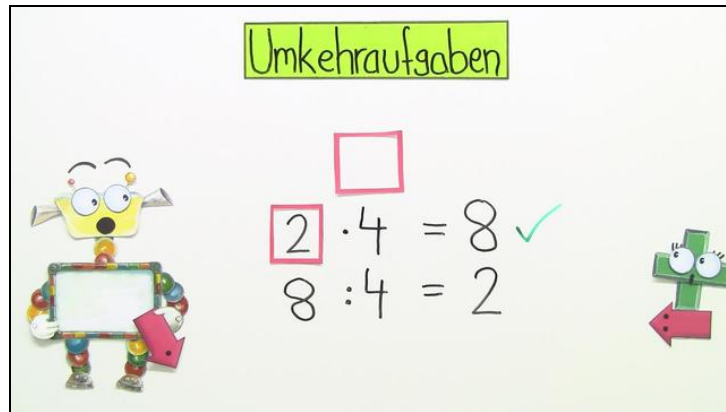 Umkehraufgaben
2 · 4 = 8 ✓
8 : 4 = 2